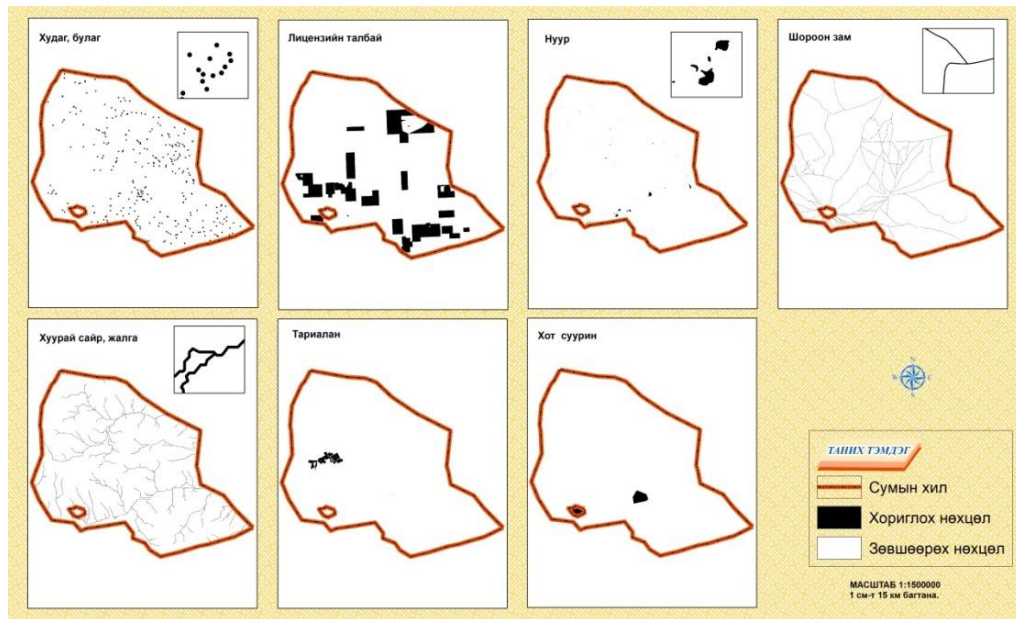 Худаг, булаг
Лицензийн талбай
Нуур
Шороон зам
Хуурай сайр, жалга
Тариалан
Хот суурин
N
W E
S
ТАНИХ ТЭМДЭГ
Сумын хил
Хориглох нөхцөл
Зөвшөөрөх нөхцөл
МАСШТАБ 1:1500000
1 см-т 15 км багтана.